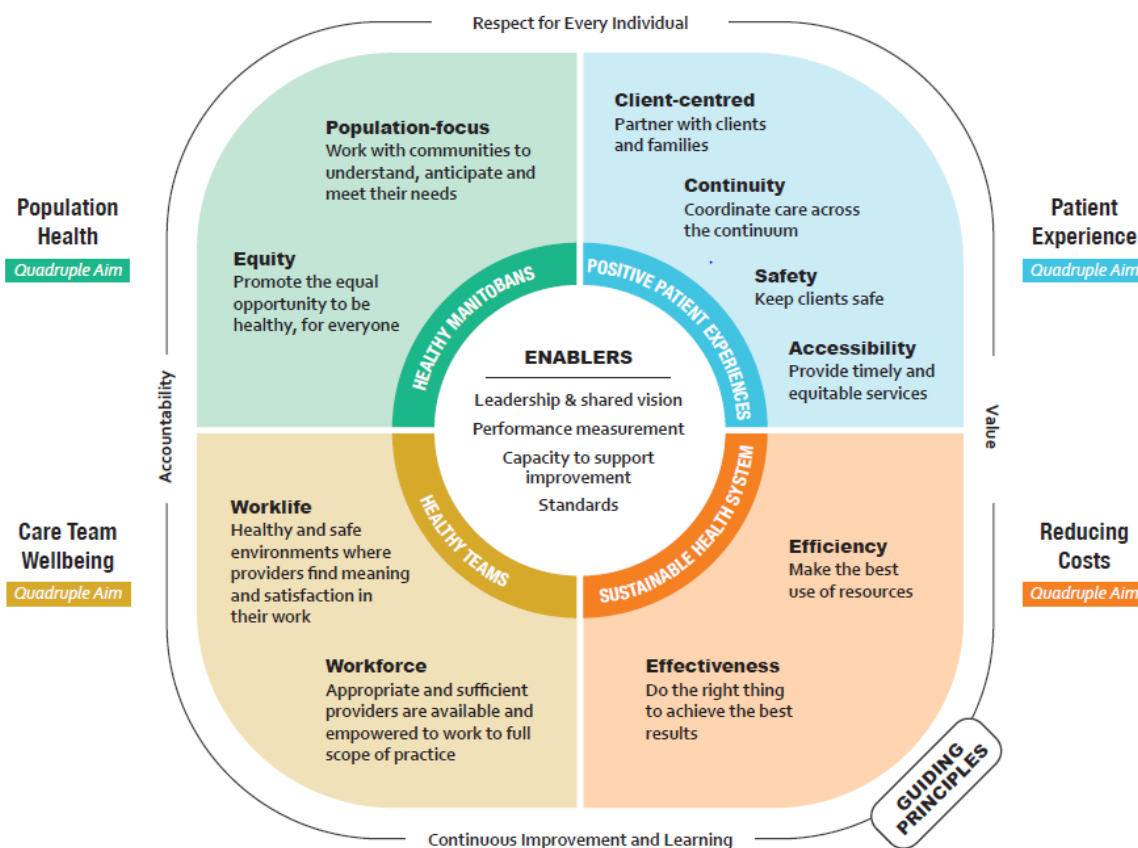 Respect for Every Individual
Population
Health
Quadruple Aim
Population-focus
Work with communities to
understand, anticipate and
meet their needs
Equity
Promote the equal
opportunity to be
healthy, for everyone
HEALTHY MANITOBANS
Client-centred
Partner with clients
and families
Continuity
Coordinate care across
the continuum
Safety
Keep clients safe
Accessibility
Provide timely and
equitable services
POSITIVE PATIENT EXPERIENCES
Patient
Experience
Quadruple Aim
ENABLERS
Leadership & shared vision
Performance measurement
Capacity to support
improvement
Standards
Accountability
Value
Care Team
Wellbeing
Quadruple Aim
Worklife
Healthy and safe
environments where
providers find meaning
and satisfaction in
their work
Workforce
Appropriate and sufficient
providers are available and
empowered to work to full
scope of practice
HEALTHY TEAMS
SUSTAINABLE HEALTH SYSTEM
Efficiency
Make the best
use of resources
Effectiveness
Do the right thing
to achieve the best
results
Reducing
Costs
Quadruple Aim
GUIDING
PRINCIPLES
Continuous Improvement and Learning